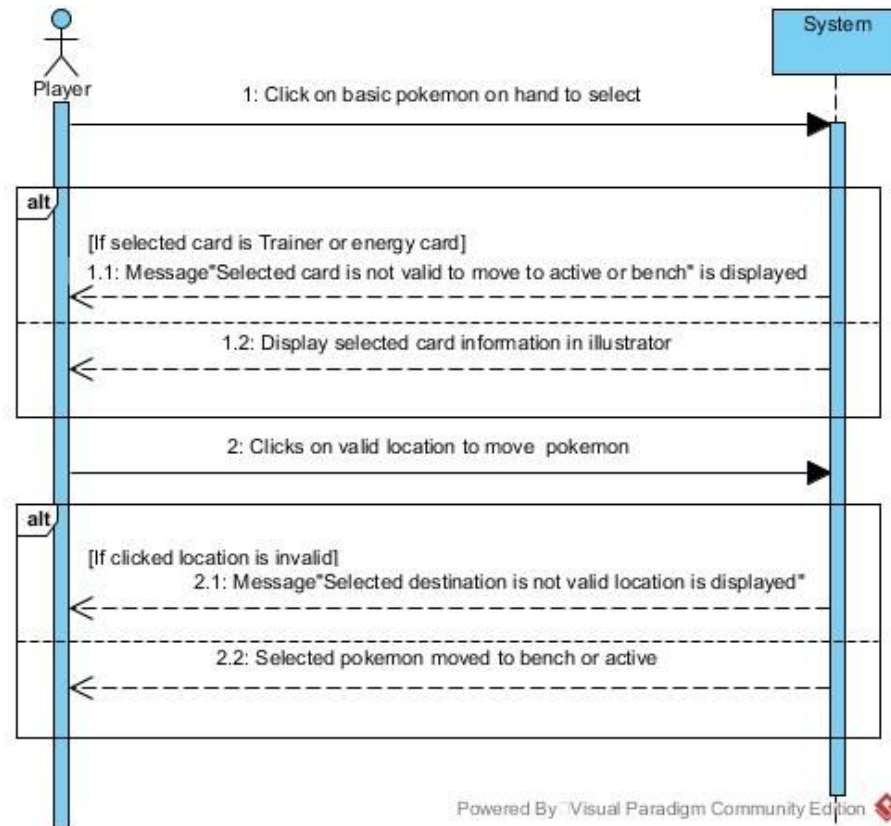 System
Player
1: Click on basic pokemon on hand to select
alt
[If selected card is Trainer or energy card]
1.1: Message"Selected card is not valid to move to active or bench" is displayed
1.2: Display selected card information in illustrator
2: Clicks on valid location to move pokemon
alt
[If clicked location is invalid]
2.1: Message"Selected destination is not valid location is displayed"
2.2: Selected pokemon moved to bench or active
Powered By Visual Paradigm Community Edition